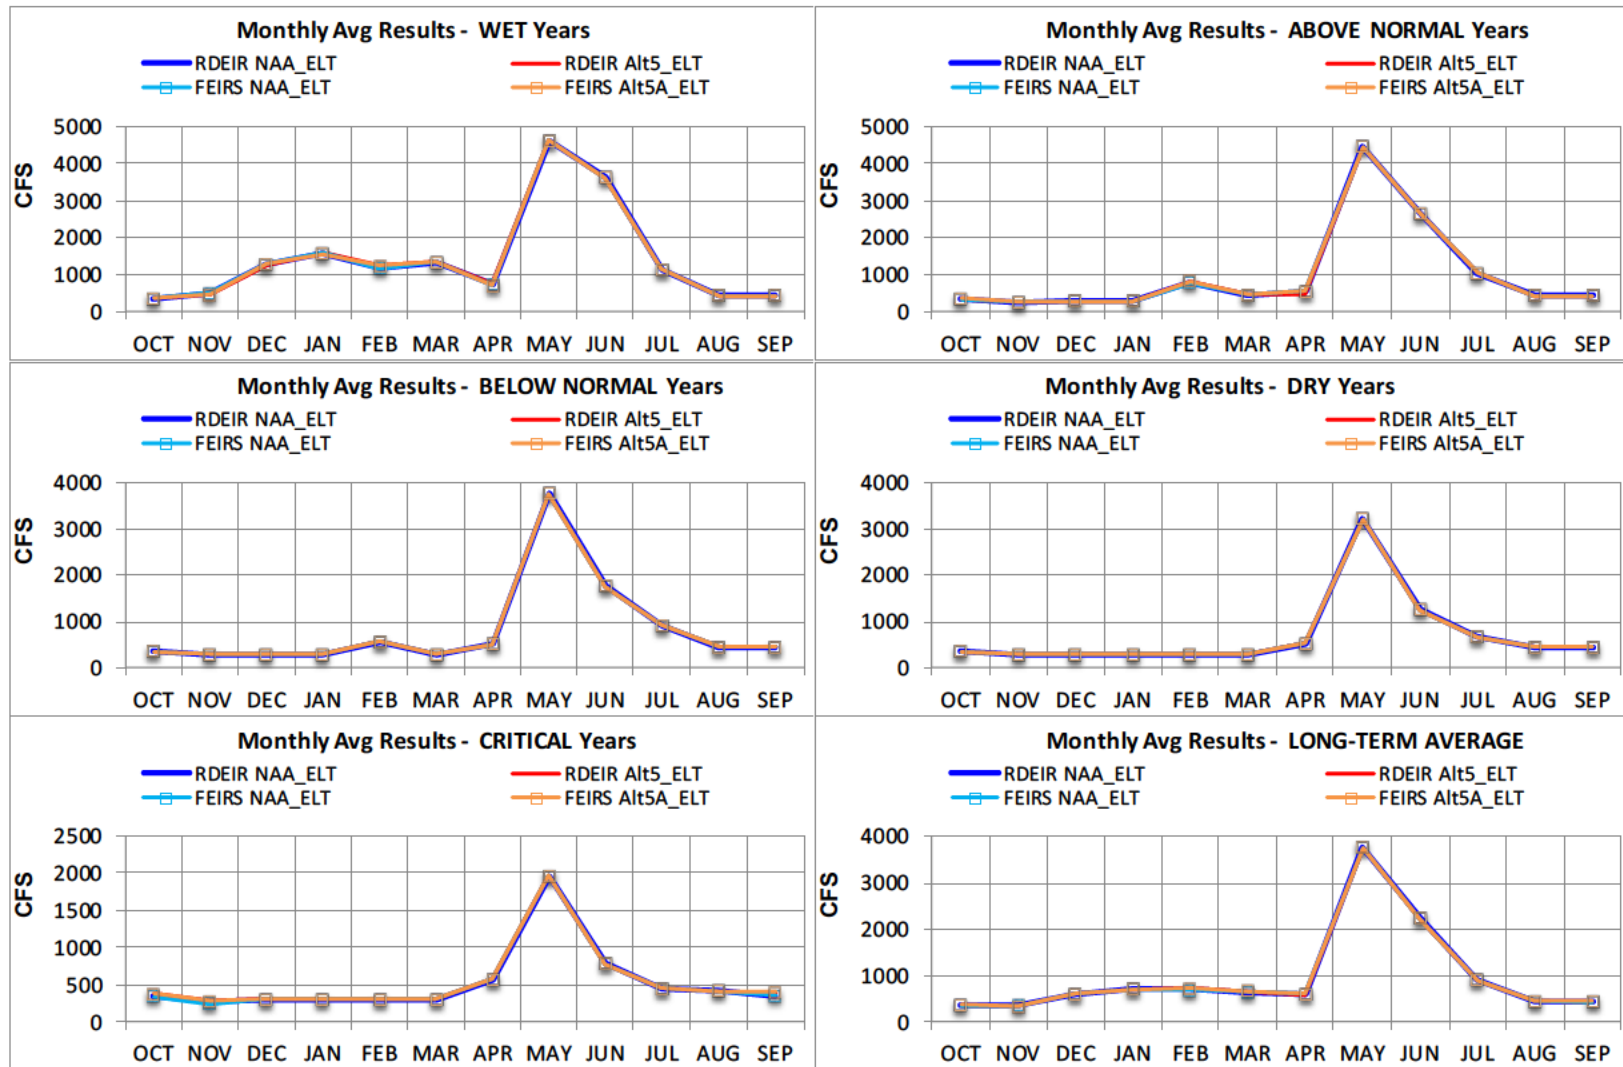 Monthly Avg Results - WET Years
RDEIR NAA_ELT
RDEIR Alt5_ELT
FEIRS NAA_ELT
FEIRS Alt5A_ELT
CFS
5000
4000
3000
2000
1000
0
OCT NOV DEC JAN FEB MAR APR MAY JUN JUL AUG SEP
Monthly Avg Results - ABOVE NORMAL Years
RDEIR NAA_ELT
RDEIR Alt5_ELT
FEIRS NAA_ELT
FEIRS Alt5A_ELT
CFS
5000
4000
3000
2000
1000
0
OCT NOV DEC JAN FEB MAR APR MAY JUN JUL AUG SEP
Monthly Avg Results - BELOW NORMAL Years
RDEIR NAA_ELT
RDEIR Alt5_ELT
FEIRS NAA_ELT
FEIRS Alt5A_ELT
CFS
4000
3000
2000
1000
0
OCT NOV DEC JAN FEB MAR APR MAY JUN JUL AUG SEP
Monthly Avg Results - DRY Years
RDEIR NAA_ELT
RDEIR Alt5_ELT
FEIRS NAA_ELT
FEIRS Alt5A_ELT
CFS
4000
3000
2000
1000
0
OCT NOV DEC JAN FEB MAR APR MAY JUN JUL AUG SEP
Monthly Avg Results - CRITICAL Years
RDEIR NAA_ELT
RDEIR Alt5_ELT
FEIRS NAA_ELT
FEIRS Alt5A_ELT
CFS
2500
2000
1500
1000
500
0
OCT NOV DEC JAN FEB MAR APR MAY JUN JUL AUG SEP
Monthly Avg Results - LONG-TERM AVERAGE
RDEIR NAA_ELT
RDEIR Alt5_ELT
FEIRS NAA_ELT
FEIRS Alt5A_ELT
CFS
4000
3000
2000
1000
0
OCT NOV DEC JAN FEB MAR APR MAY JUN JUL AUG SEP